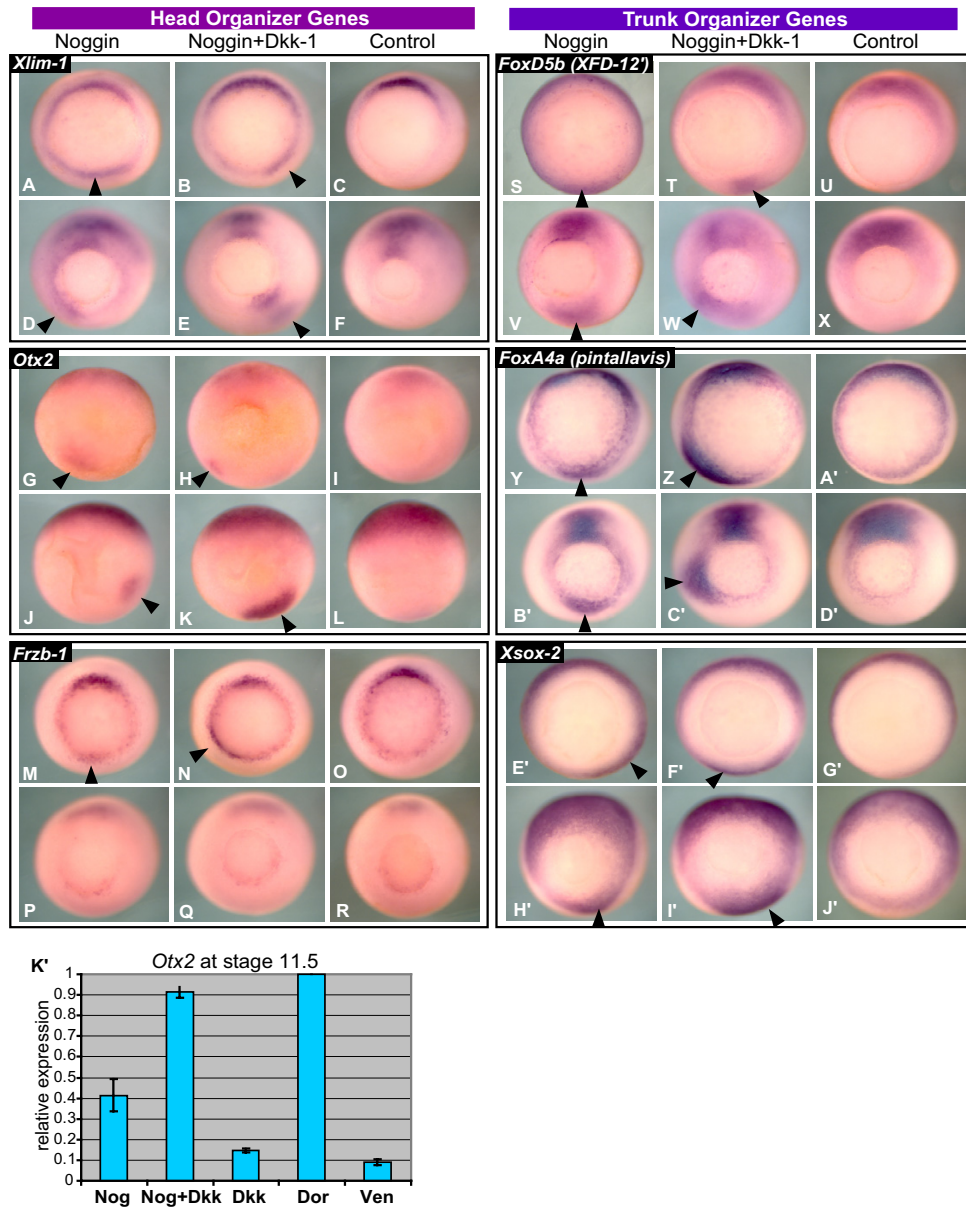 Head Organizer Genes
Noggin Noggin+Dkk-1 Control
Xlim-1
A B C
D E F
Otx2
G H I
J K L
Frzb-1
M N O
P Q R
Trunk Organizer Genes
Noggin Noggin+Dkk-1 Control
FoxD5b (XFD-12')
S T U
V W X
FoxA4a (pintallavis)
Y Z A'
B' C' D'
Xsox-2
E' F' G'
H' I' J'
K'
Otx2 at stage 11.5
relative expression
1
0.9
0.8
0.7
0.6
0.5
0.4
0.3
0.2
0.1
0
Nog Nog+Dkk Dkk Dor Ven